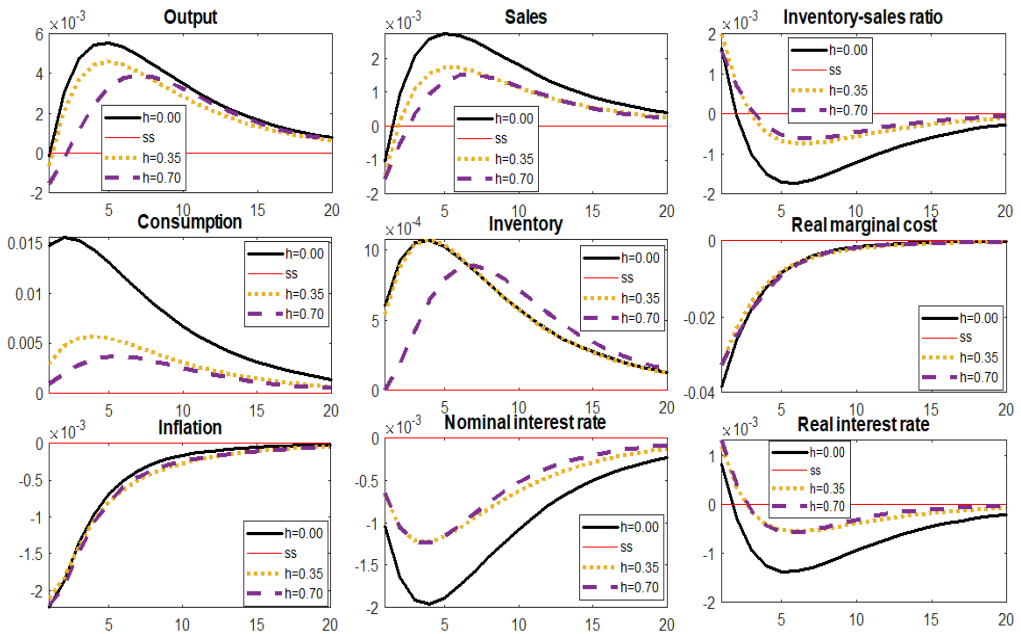 Output
×10⁻³
6
4
2
0
-2
5 10 15 20
h=0.00
ss
h=0.35
h=0.70
Sales
×10⁻³
2
1
0
-1
-2
5 10 15 20
h=0.00
ss
h=0.35
h=0.70
Inventory-sales ratio
×10⁻³
2
1
0
-1
-2
5 10 15 20
h=0.00
ss
h=0.35
h=0.70
Consumption
0.015
0.01
0.005
0
5 10 15 20
h=0.00
ss
h=0.35
h=0.70
Inventory
×10⁻⁴
10
5
0
5 10 15 20
h=0.00
ss
h=0.35
h=0.70
Real marginal cost
0
-0.02
-0.04
5 10 15 20
h=0.00
ss
h=0.35
h=0.70
Inflation
×10⁻³
0
-0.5
-1
-1.5
-2
5 10 15 20
h=0.00
ss
h=0.35
h=0.70
Nominal interest rate
×10⁻³
0
-0.5
-1
-1.5
-2
5 10 15 20
h=0.00
ss
h=0.35
h=0.70
Real interest rate
×10⁻³
1
0
-1
-2
5 10 15 20
h=0.00
ss
h=0.35
h=0.70